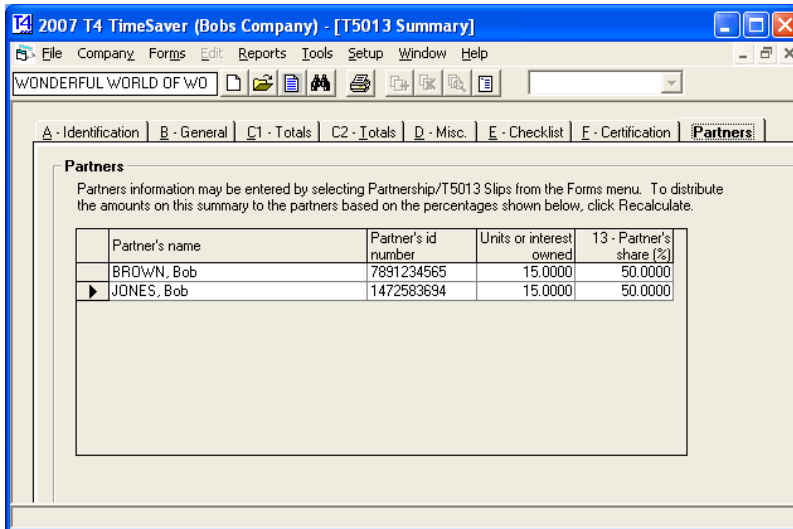 2007 T4 TimeSaver (Bobs Company) - [T5013 Summary]
File Company Forms Edit Reports Tools Setup Window Help
WONDERFUL WORLD OF WO
A - Identification B - General C1 - Totals C2 - Totals D - Misc. E - Checklist F - Certification Partners
Partners
Partners information may be entered by selecting Partnership/T5013 Slips from the Forms menu. To distribute
the amounts on this summary to the partners based on the percentages shown below, click Recalculate.
Partner's name Partner's id number Units or interest owned 13 - Partner's share (%)
BROWN, Bob 7891234565 15.0000 50.0000
JONES, Bob 1472583694 15.0000 50.0000